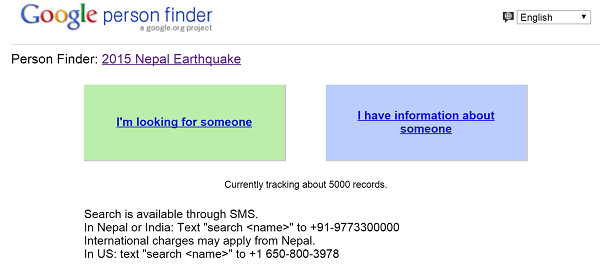 Google person finder
a google.org project
English
Person Finder: 2015 Nepal Earthquake
I'm looking for someone
I have information about
someone
Currently tracking about 5000 records.
Search is available through SMS.
In Nepal or India: Text "search <name>" to +91-9773300000
International charges may apply from Nepal.
In US: text "search <name>" to +1 650-800-3978